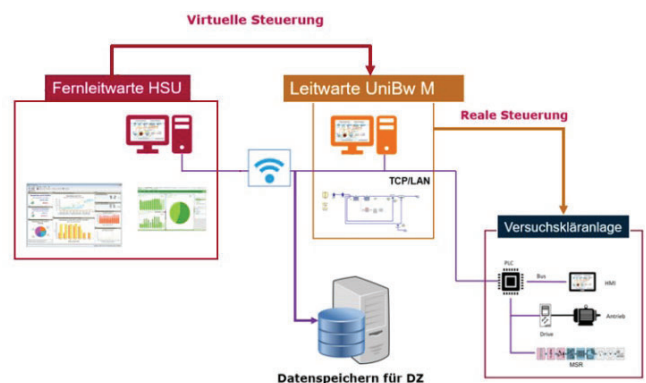 Virtuelle Steuerung
Fernleitwarte HSU
Leitwarte UniBw M
Reale Steuerung
TCP/LAN
Versuchskläranlage
PLC
Bus
HMI
Drive
Antrieb
MSR
Datenspeichern für DZ